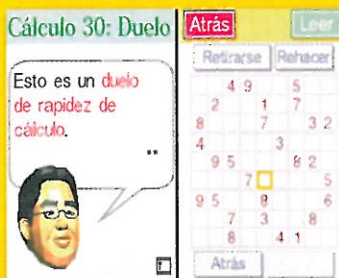 Cálculo 30: Duelo
Esto es un duelo
de rapidez de
cálculo.
Atrás
Leer
Retirarse
Rehacer
4 9 5
2 1 7
8 7 3 2
4 3
9 5 8 2
7 5
9 5 8 6
7 3 8
8 4 1
Atrás